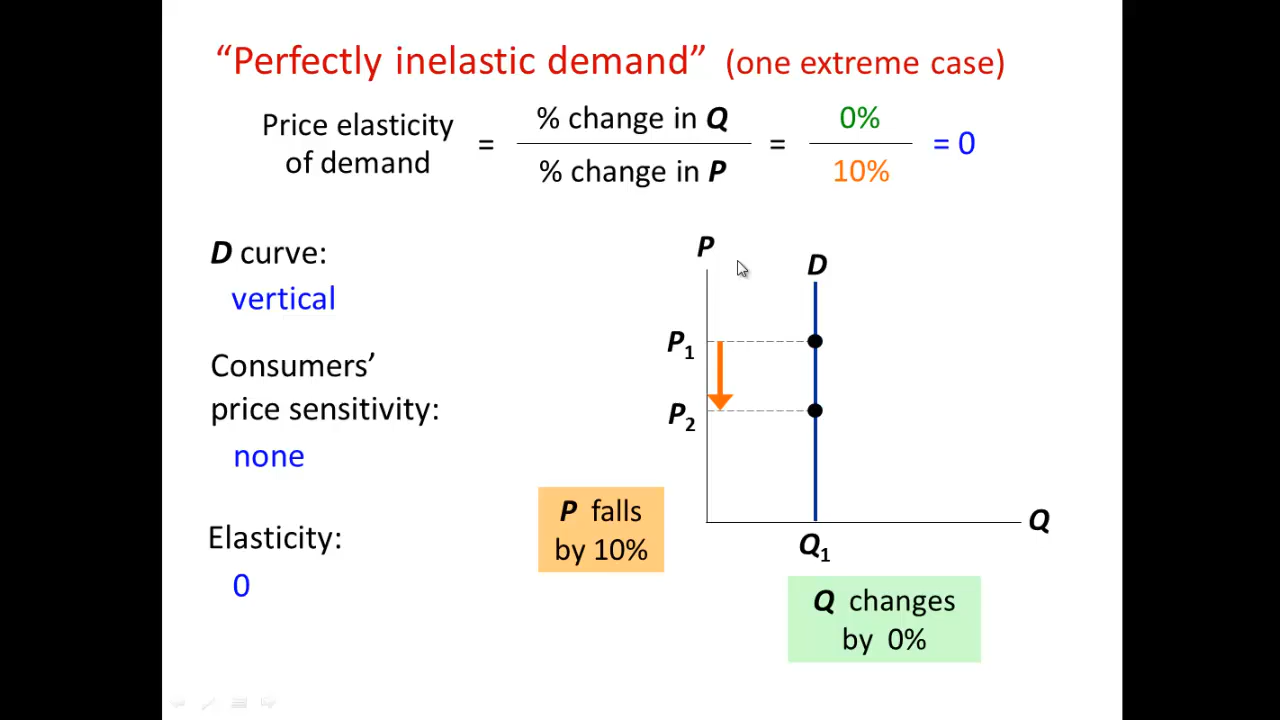 “Perfectly inelastic demand” (one extreme case)
Price elasticity of demand = % change in Q / % change in P = 0% / 10% = 0
D curve:
vertical
Consumers’
price sensitivity:
none
Elasticity:
0
P
D
P1
P2
Q
Q1
P falls
by 10%
Q changes
by 0%